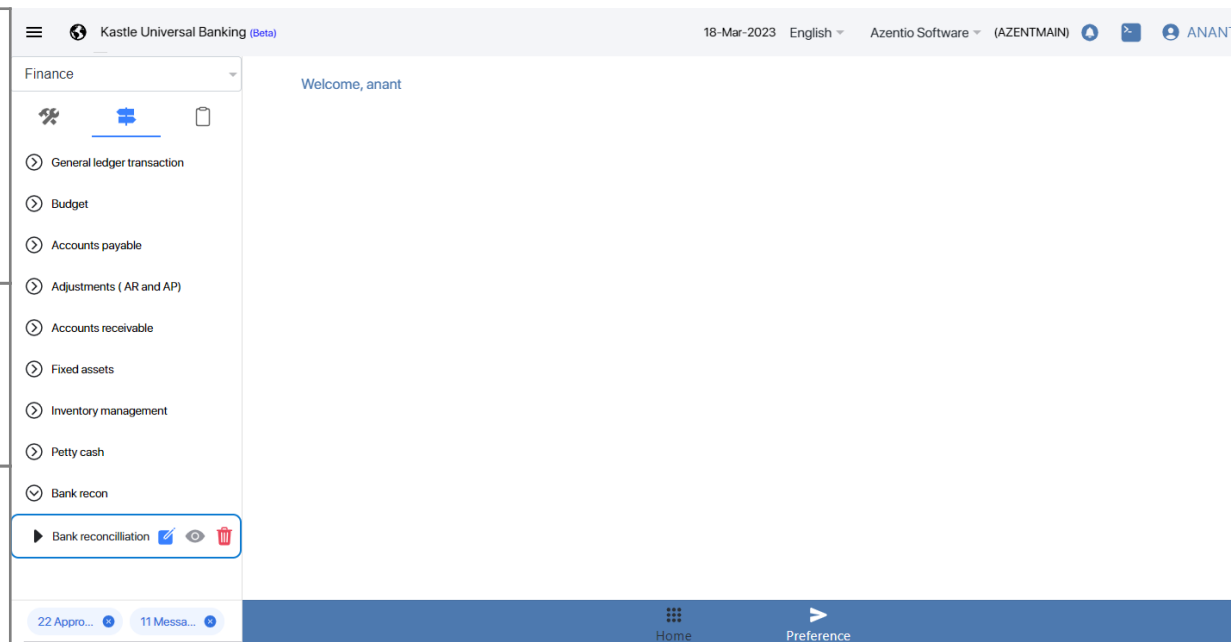 Kastle Universal Banking (Beta)
18-Mar-2023 English Azentio Software (AZENTMAIN) ANANT
Finance
Welcome, anant
General ledger transaction
Budget
Accounts payable
Adjustments ( AR and AP)
Accounts receivable
Fixed assets
Inventory management
Petty cash
Bank recon
Bank reconcilliation
22 Appro... 11 Messa...
Home Preference